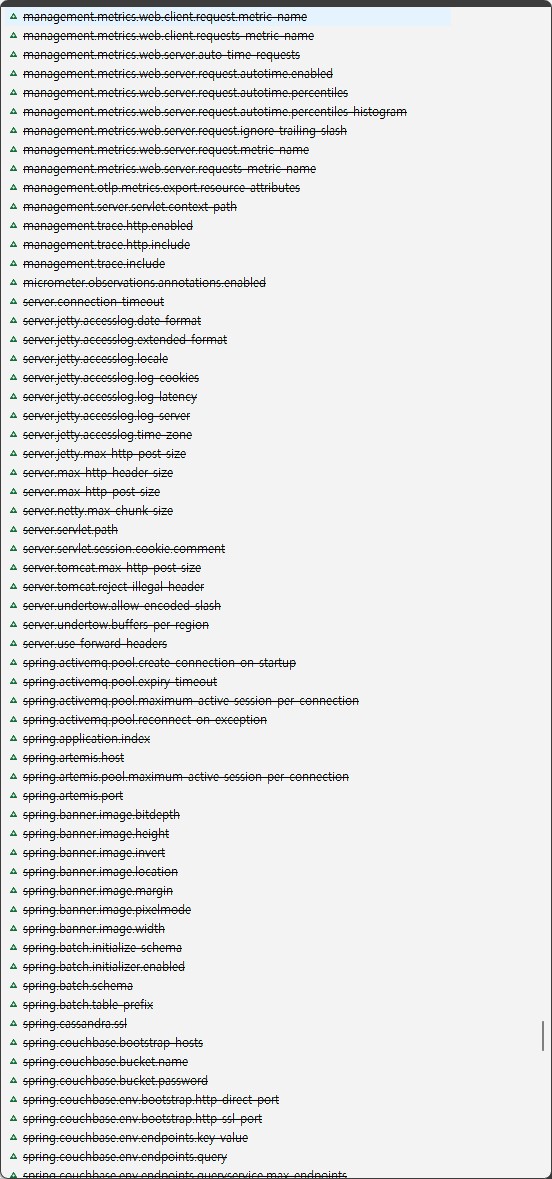 management.metrics.web.client.request.metric-name
management.metrics.web.client.requests-metric-name
management.metrics.web.server.auto-time-requests
management.metrics.web.server.request.autotime.enabled
management.metrics.web.server.request.autotime.percentiles
management.metrics.web.server.request.autotime.percentiles-histogram
management.metrics.web.server.request.ignore-trailing-slash
management.metrics.web.server.request.metric-name
management.metrics.web.server.requests-metric-name
management.otlp.metrics.export.resource-attributes
management.server.servlet.context-path
management.trace.http.enabled
management.trace.http.include
management.trace.include
micrometer.observations.annotations.enabled
server.connection-timeout
server.jetty.accesslog.date-format
server.jetty.accesslog.extended-format
server.jetty.accesslog.locale
server.jetty.accesslog.log-cookies
server.jetty.accesslog.log-latency
server.jetty.accesslog.log-server
server.jetty.accesslog.time-zone
server.jetty.max-http-post-size
server.max-http-header-size
server.max-http-post-size
server.netty.max-chunk-size
server.servlet.path
server.servlet.session.cookie.comment
server.tomcat.max-http-post-size
server.tomcat.reject-illegal-header
server.undertow.allow-encoded-slash
server.undertow.buffers-per-region
server.use-forward-headers
spring.activemq.pool.create-connection-on-startup
spring.activemq.pool.expiry-timeout
spring.activemq.pool.maximum-active-session-per-connection
spring.activemq.pool.reconnect-on-exception
spring.application.index
spring.artemis.host
spring.artemis.pool.maximum-active-session-per-connection
spring.artemis.port
spring.banner.image.bitdepth
spring.banner.image.height
spring.banner.image.invert
spring.banner.image.location
spring.banner.image.margin
spring.banner.image.pixelmode
spring.banner.image.width
spring.batch.initialize-schema
spring.batch.initializer.enabled
spring.batch.schema
spring.batch.table-prefix
spring.cassandra.ssl
spring.couchbase.bootstrap-hosts
spring.couchbase.bucket.name
spring.couchbase.bucket.password
spring.couchbase.env.bootstrap.http-direct-port
spring.couchbase.env.bootstrap.http-ssl-port
spring.couchbase.env.endpoints.key-value
spring.couchbase.env.endpoints.query
spring.couchbase.env.endpoints.queryservice.max-endpoints